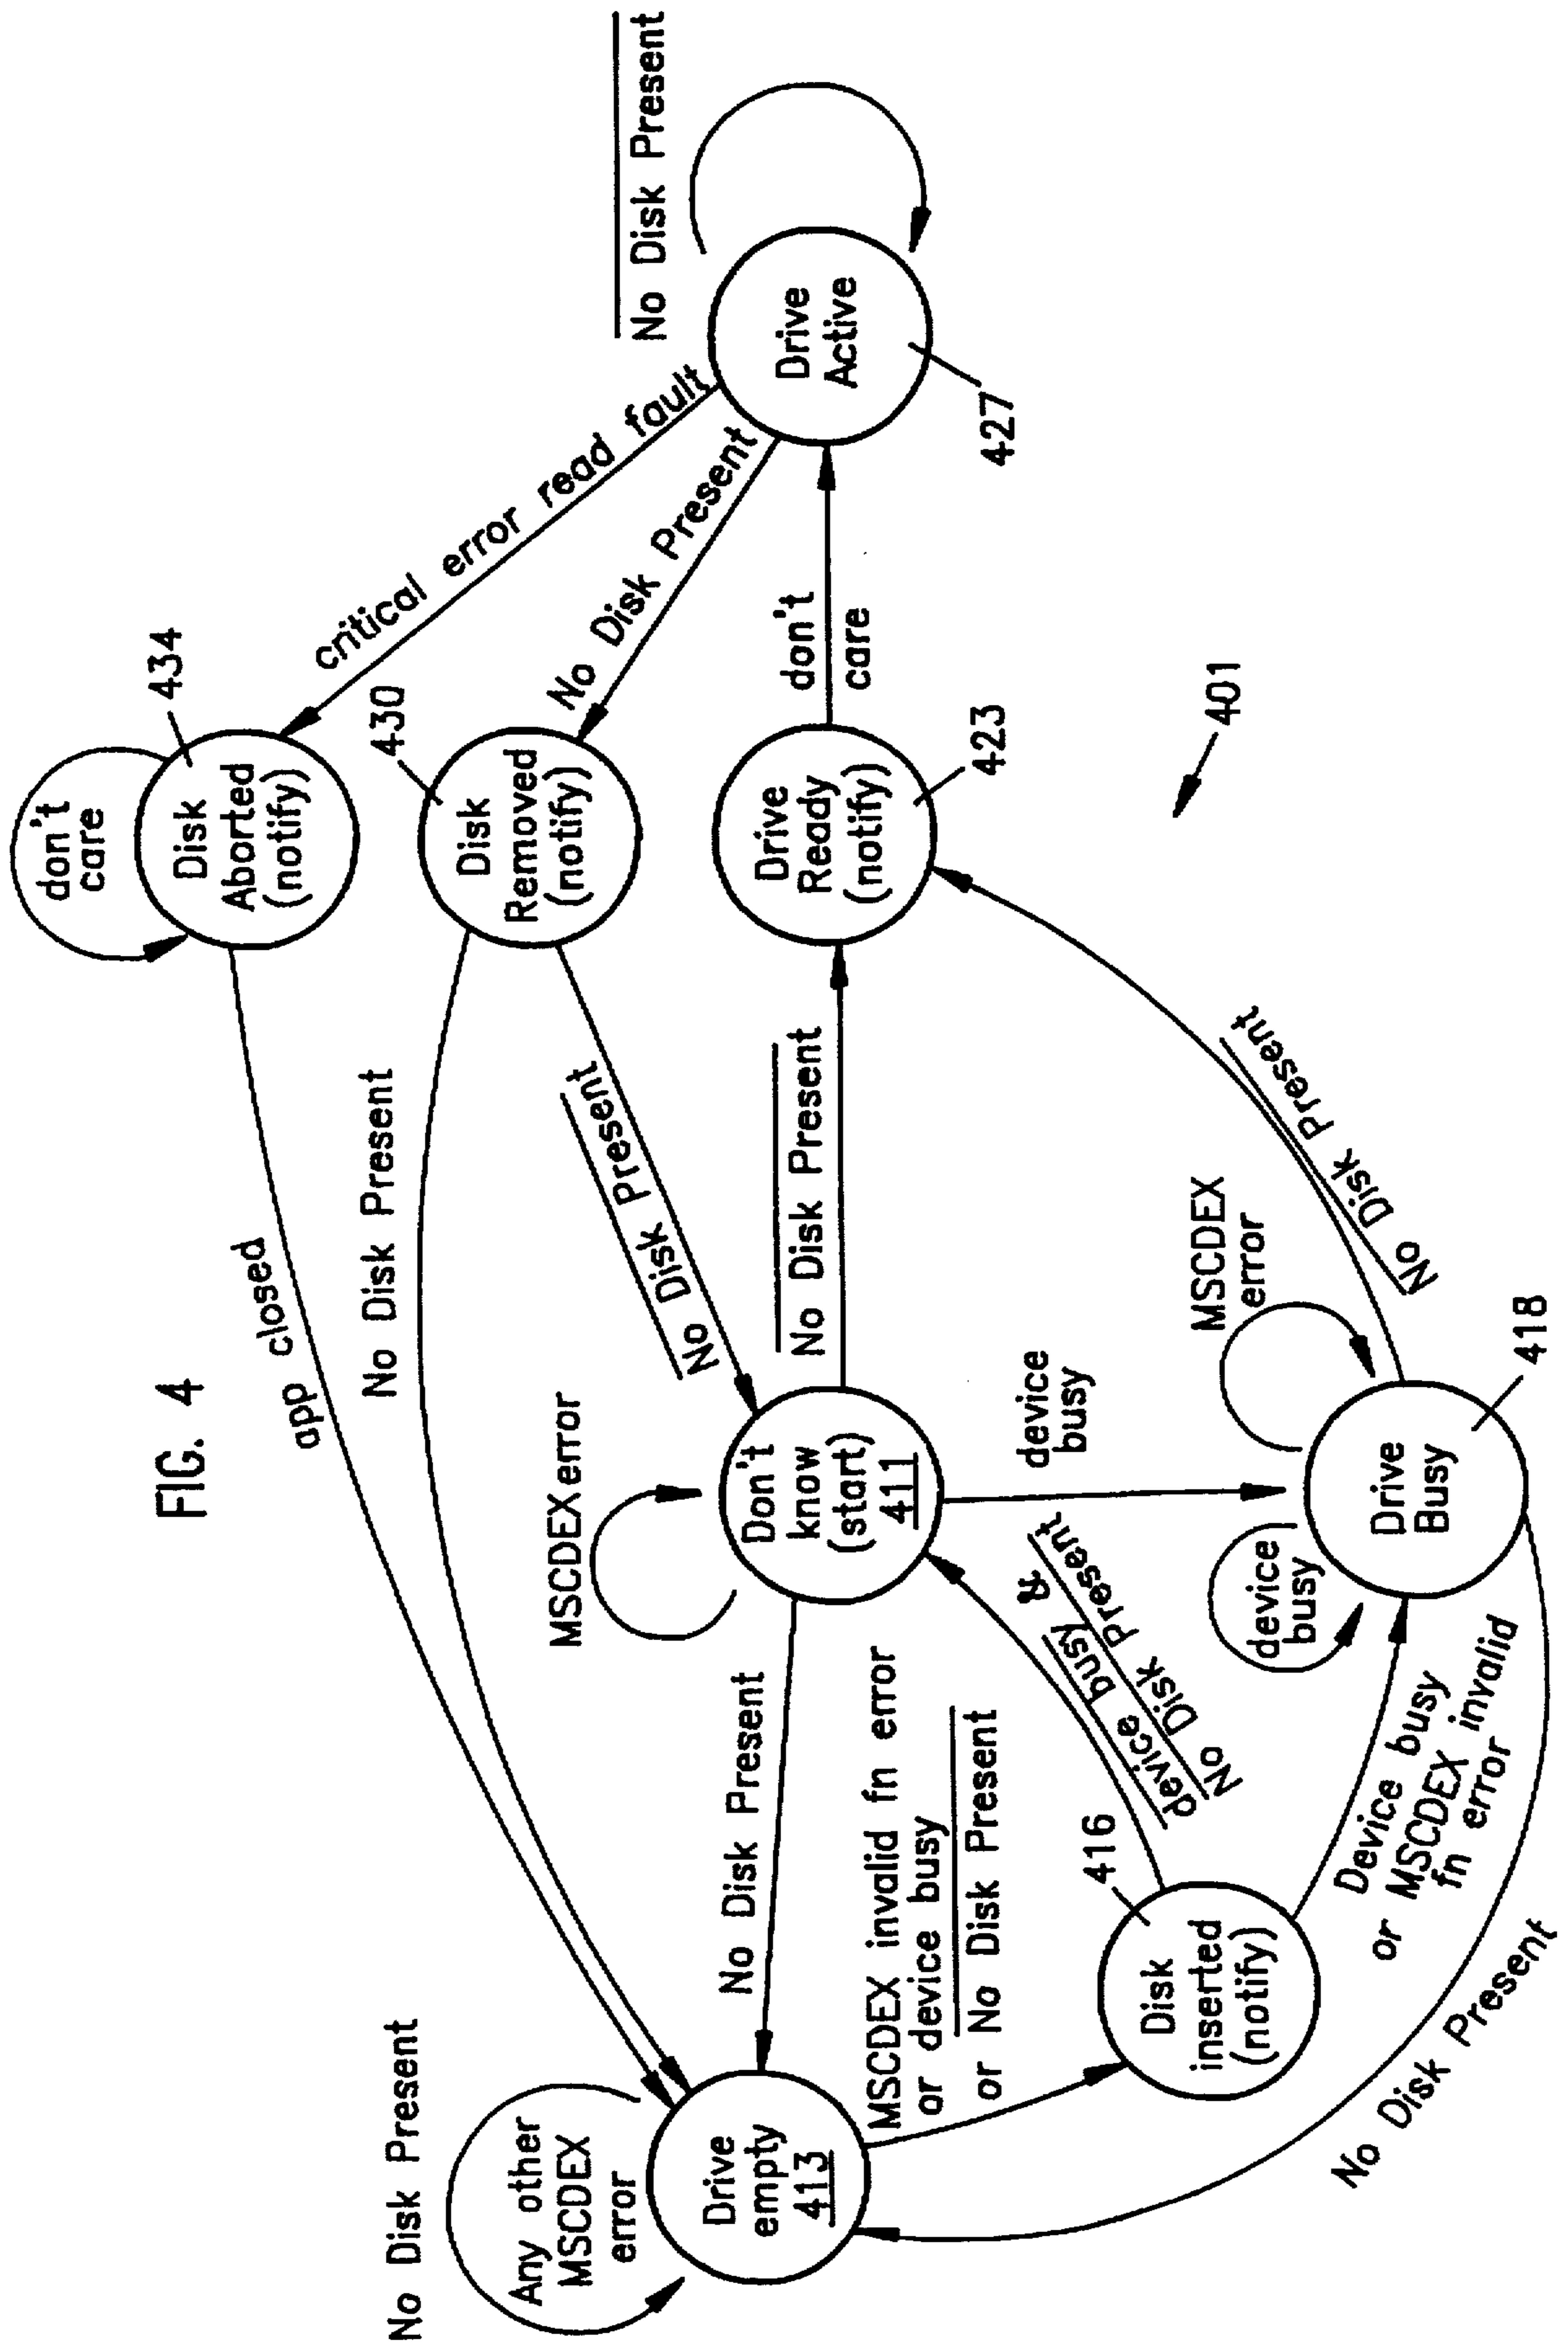 FIG. 4
No Disk Present
Any other
MSCDEX
error
Drive
empty
413
app closed
No Disk Present
don't
care
Disk
Aborted
(notify)
434
critical error read fault
Disk
Removed
(notify)
430
No Disk Present
No Disk Present
No Disk Present
Drive
Active
427
MSCDEX error
Don't
know
(start)
411
No Disk Present
No Disk Present
Drive
Ready
(notify)
423
don't
care
MSCDEX invalid fn error
or device busy
or No Disk Present
Disk
inserted
(notify)
416
device busy &
No Disk Present
device
busy
device
busy
MSCDEX
error
Drive
Busy
418
No Disk Present
Device busy
or MSCDEX invalid
fn error
No Disk Present
401